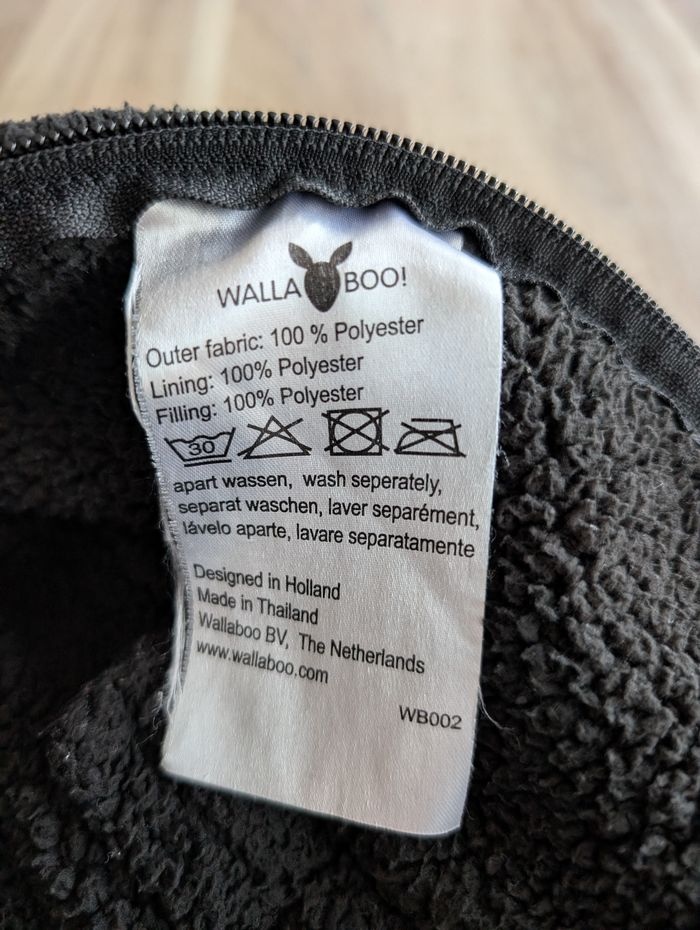 WALLA BOO!
Outer fabric: 100 % Polyester
Lining: 100% Polyester
Filling: 100% Polyester
30
apart wassen, wash seperately,
separat waschen, laver separément,
lávelo aparte, lavare separatamente
Designed in Holland
Made in Thailand
Wallaboo BV, The Netherlands
www.wallaboo.com
WB002